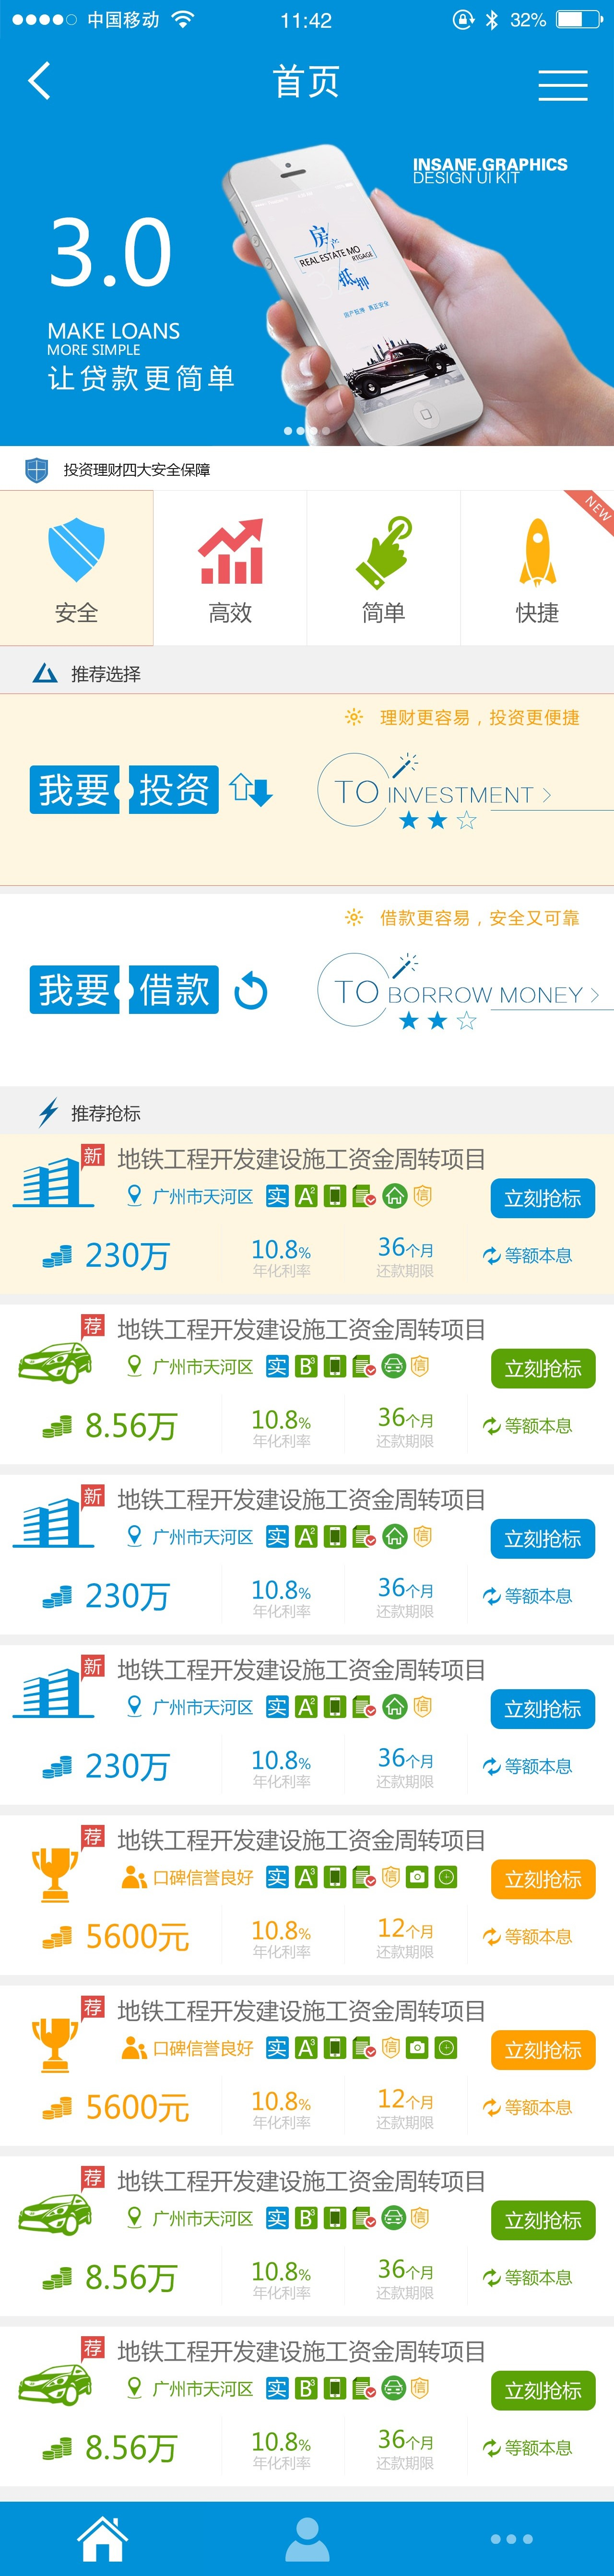 中国移动 11:42 32%
首页
INSANE.GRAPHICS
DESIGN UI KIT
3.0
MAKE LOANS
MORE SIMPLE
让贷款更简单
房产
REAL ESTATE MO
RTGAGE
抵押
投资理财四大安全保障
NEW
安全 高效 简单 快捷
推荐选择
理财更容易，投资更便捷
我要 投资 TO INVESTMENT >
借款更容易，安全又可靠
我要 借款 TO BORROW MONEY >
推荐抢标
新 地铁工程开发建设施工资金周转项目
广州市天河区 实 A2 信 立刻抢标
230万 10.8% 36个月 等额本息
年化利率 还款期限
荐 地铁工程开发建设施工资金周转项目
广州市天河区 实 B3 信 立刻抢标
8.56万 10.8% 36个月 等额本息
年化利率 还款期限
新 地铁工程开发建设施工资金周转项目
广州市天河区 实 A2 信 立刻抢标
230万 10.8% 36个月 等额本息
年化利率 还款期限
新 地铁工程开发建设施工资金周转项目
广州市天河区 实 A2 信 立刻抢标
230万 10.8% 36个月 等额本息
年化利率 还款期限
荐 地铁工程开发建设施工资金周转项目
口碑信誉良好 实 A3 信 立刻抢标
5600元 10.8% 12个月 等额本息
年化利率 还款期限
荐 地铁工程开发建设施工资金周转项目
口碑信誉良好 实 A3 信 立刻抢标
5600元 10.8% 12个月 等额本息
年化利率 还款期限
荐 地铁工程开发建设施工资金周转项目
广州市天河区 实 B3 信 立刻抢标
8.56万 10.8% 36个月 等额本息
年化利率 还款期限
荐 地铁工程开发建设施工资金周转项目
广州市天河区 实 B3 信 立刻抢标
8.56万 10.8% 36个月 等额本息
年化利率 还款期限